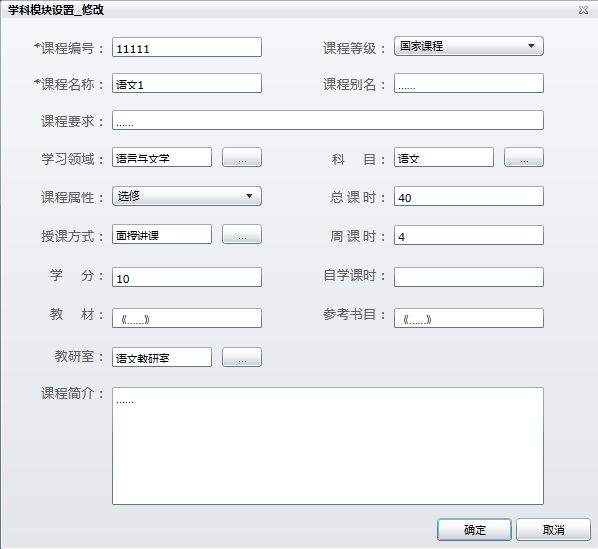 学科模块设置_修改
*课程编号： 11111 课程等级： 国家课程
*课程名称： 语文1 课程别名： ......
课程要求： ......
学习领域： 语言与文学 ... 科 目： 语文 ...
课程属性： 选修 总课时： 40
授课方式： 面授讲课 ... 周课时： 4
学 分： 10 自学课时：
教 材： 《......》 参考书目： 《......》
教研室： 语文教研室 ...
课程简介： ......
确定 取消